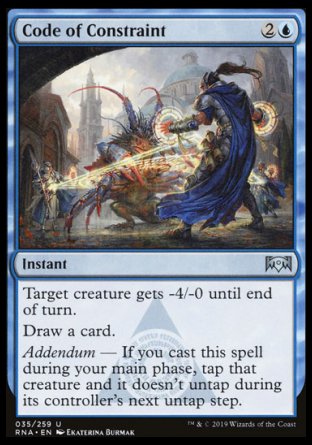 Code of Constraint 2
Instant
Target creature gets -4/-0 until end
of turn.
Draw a card.
Addendum — If you cast this spell
during your main phase, tap that
creature and it doesn't untap during
its controller's next untap step.
035/259 U
RNA • EN Ekaterina Burmak
™ & © 2019 Wizards of the Coast